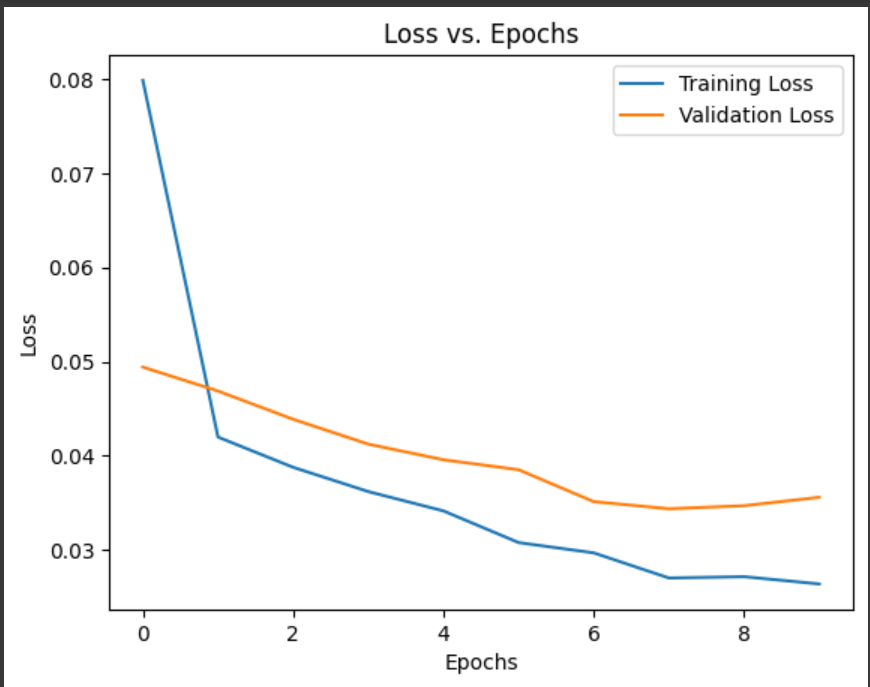 Loss vs. Epochs
Training Loss
Validation Loss
0.08
0.07
0.06
0.05
0.04
0.03
Loss
0 2 4 6 8
Epochs